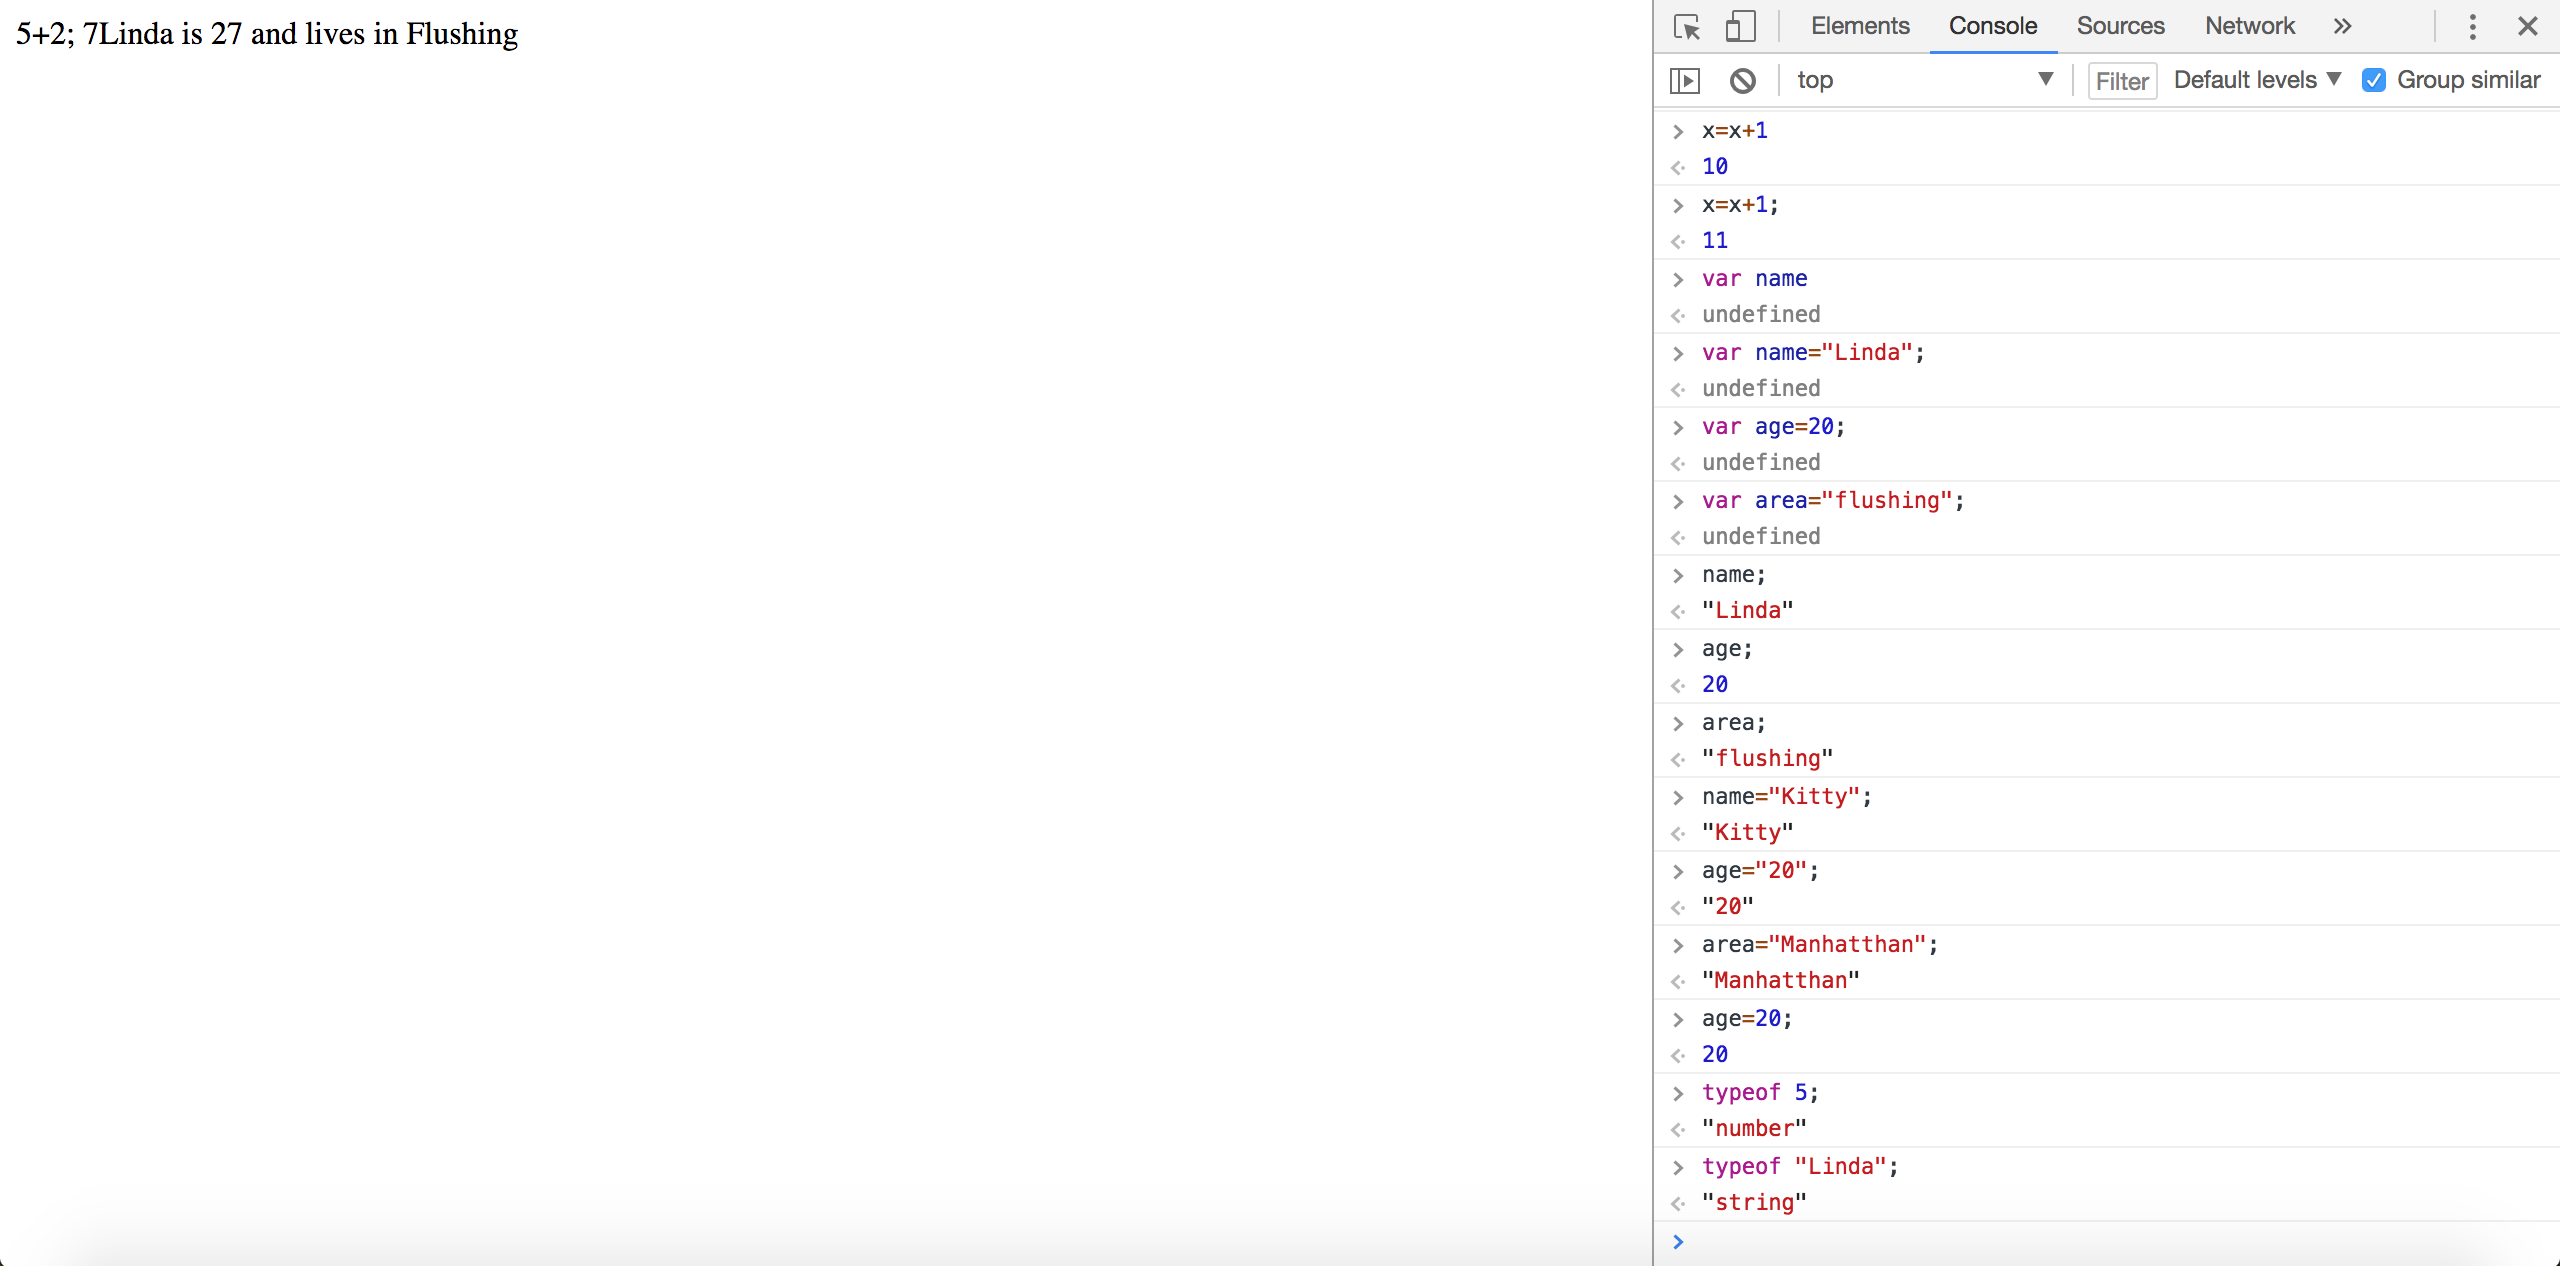 5+2; 7Linda is 27 and lives in Flushing
Elements Console Sources Network
top Filter Default levels Group similar
x=x+1
10
x=x+1;
11
var name
undefined
var name="Linda";
undefined
var age=20;
undefined
var area="flushing";
undefined
name;
"Linda"
age;
20
area;
"flushing"
name="Kitty";
"Kitty"
age="20";
"20"
area="Manhatthan";
"Manhatthan"
age=20;
20
typeof 5;
"number"
typeof "Linda";
"string"